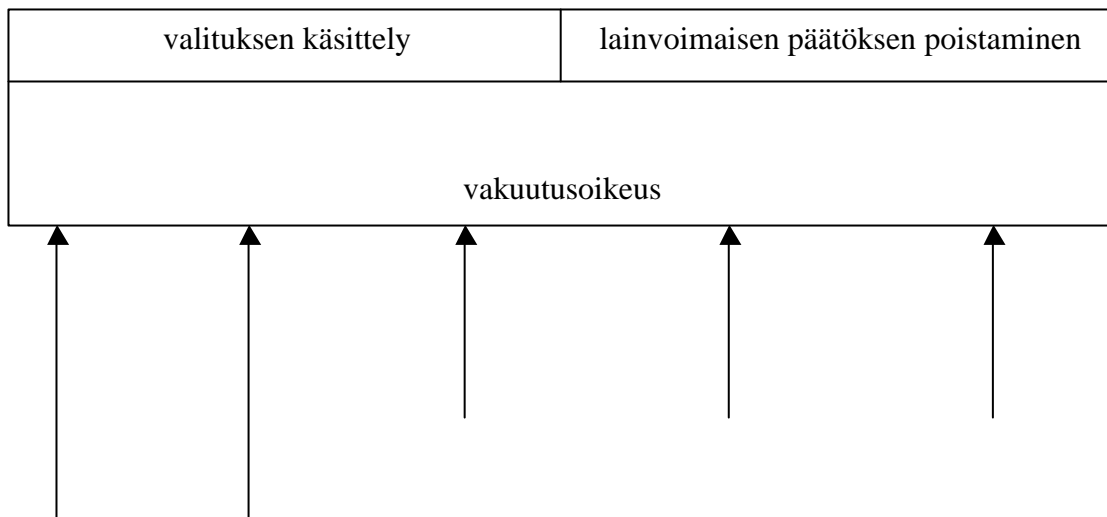 valituksen käsittely
lainvoimaisen päätöksen poistaminen
vakuutusoikeus